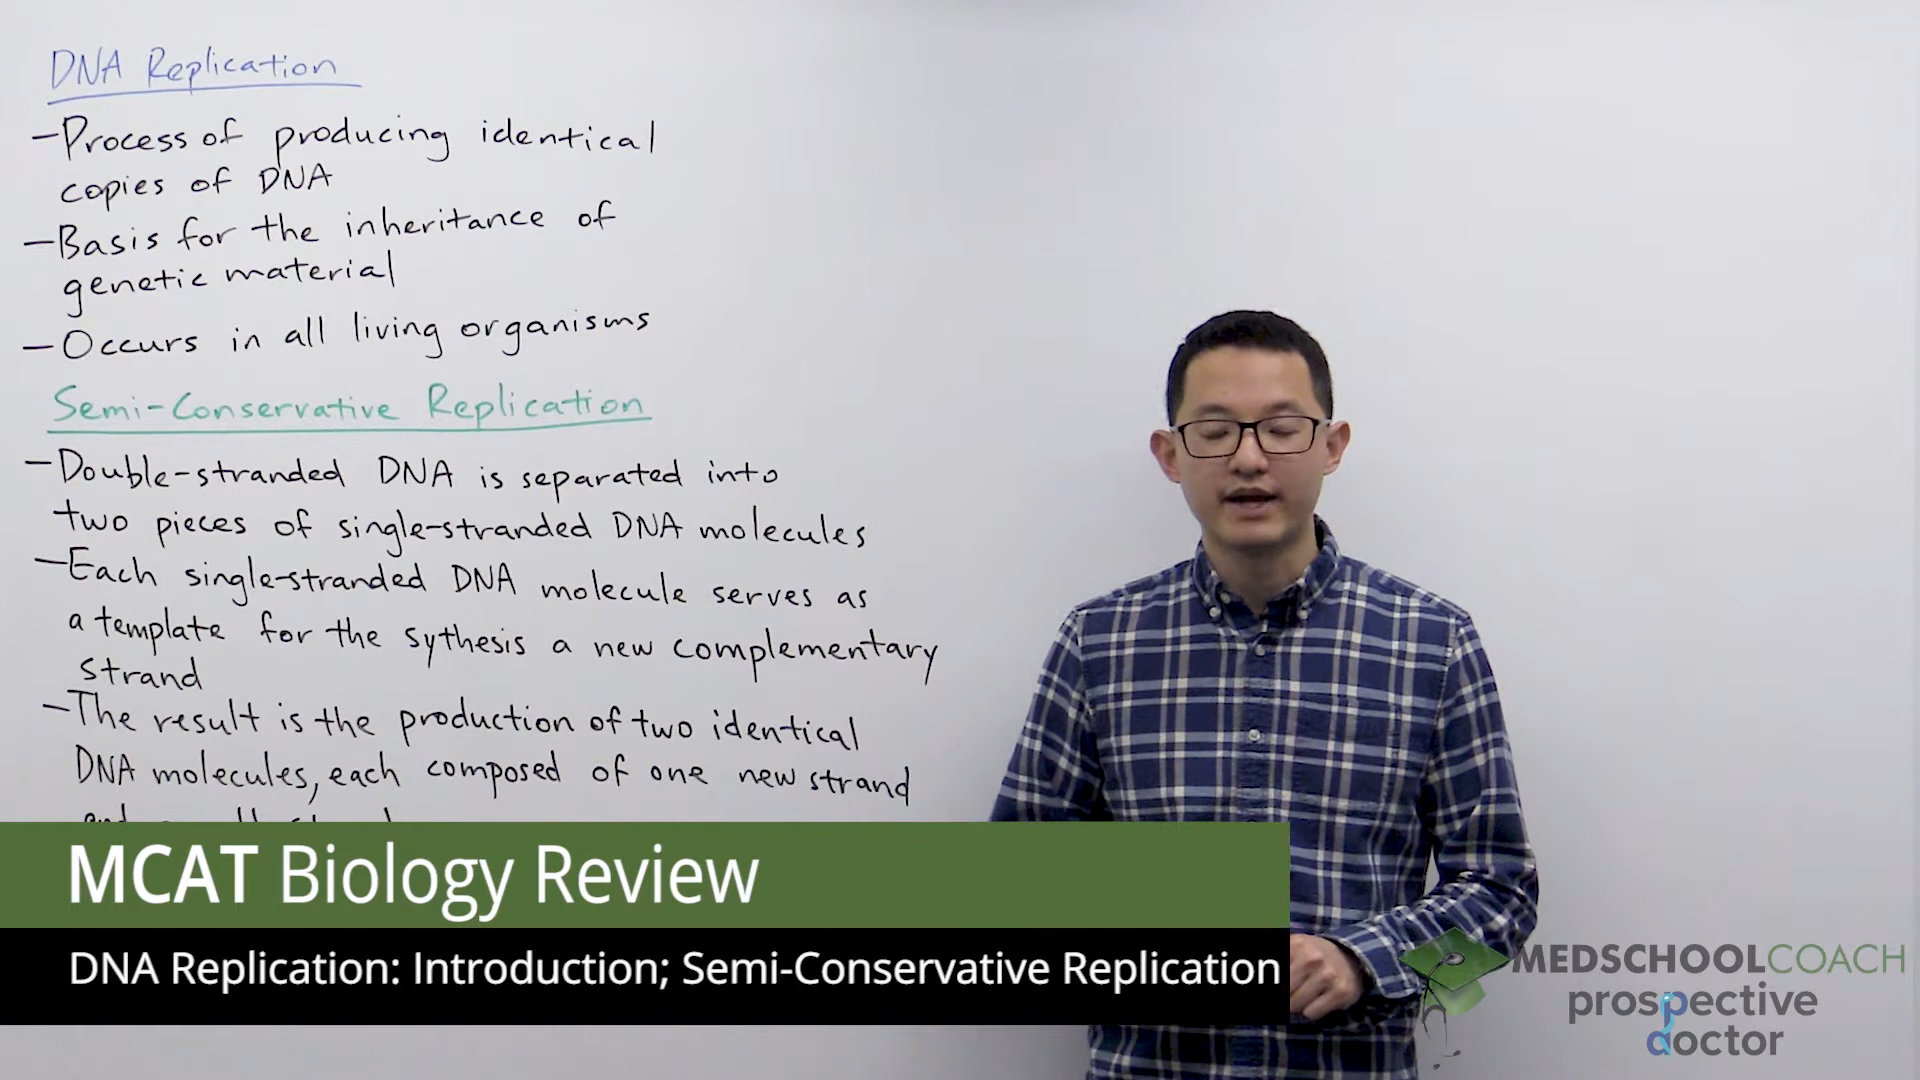 DNA Replication
-Process of producing identical
copies of DNA
-Basis for the inheritance of
genetic material
-Occurs in all living organisms
Semi-Conservative Replication
-Double-stranded DNA is separated into
two pieces of single-stranded DNA molecules
-Each single-stranded DNA molecule serves as
a template for the sythesis a new complementary
strand
-The result is the production of two identical
DNA molecules, each composed of one new strand
MCAT Biology Review
DNA Replication: Introduction; Semi-Conservative Replication
MEDSCHOOLCOACH
prospective
doctor